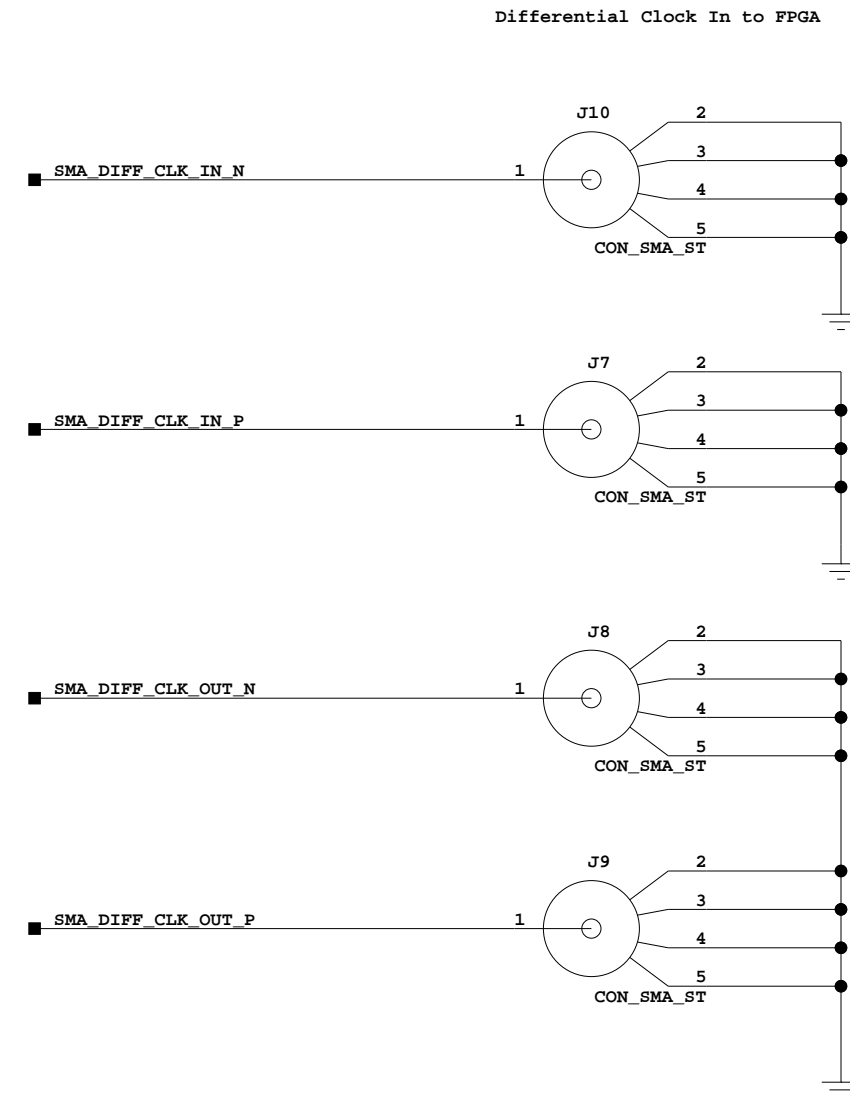 Differential Clock In to FPGA
J10
2
3
SMA_DIFF_CLK_IN_N
1
4
5
CON_SMA_ST
J7
2
3
SMA_DIFF_CLK_IN_P
1
4
5
CON_SMA_ST
J8
2
3
SMA_DIFF_CLK_OUT_N
1
4
5
CON_SMA_ST
J9
2
3
SMA_DIFF_CLK_OUT_P
1
4
5
CON_SMA_ST